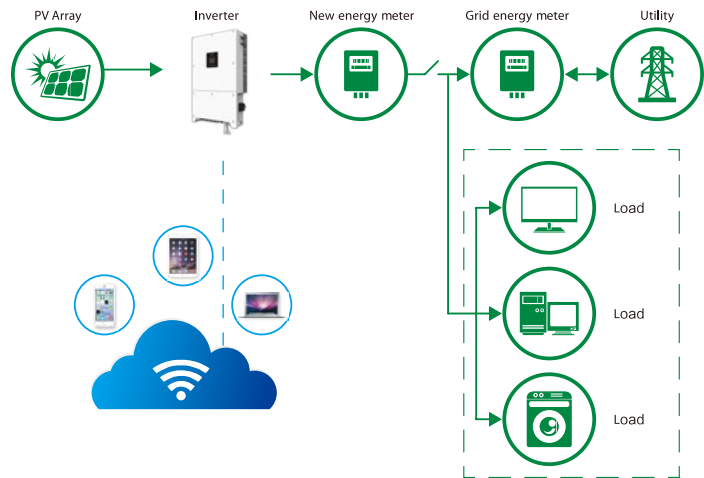 PV Array
Inverter
New energy meter
Grid energy meter
Utility
Load
Load
Load